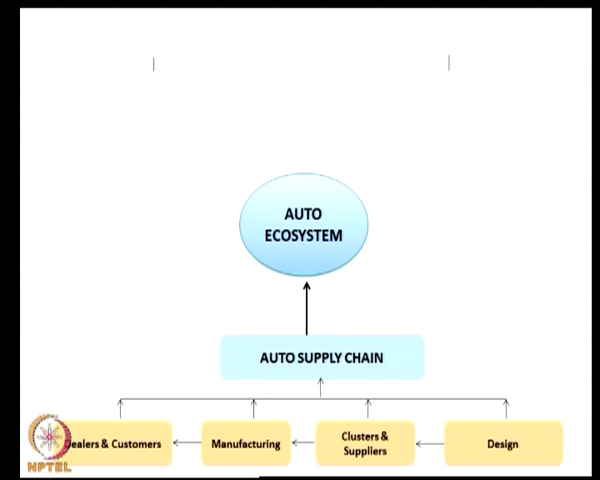 AUTO
ECOSYSTEM
AUTO SUPPLY CHAIN
ealers & Customers
Manufacturing
Clusters &
Suppliers
Design
NPTEL